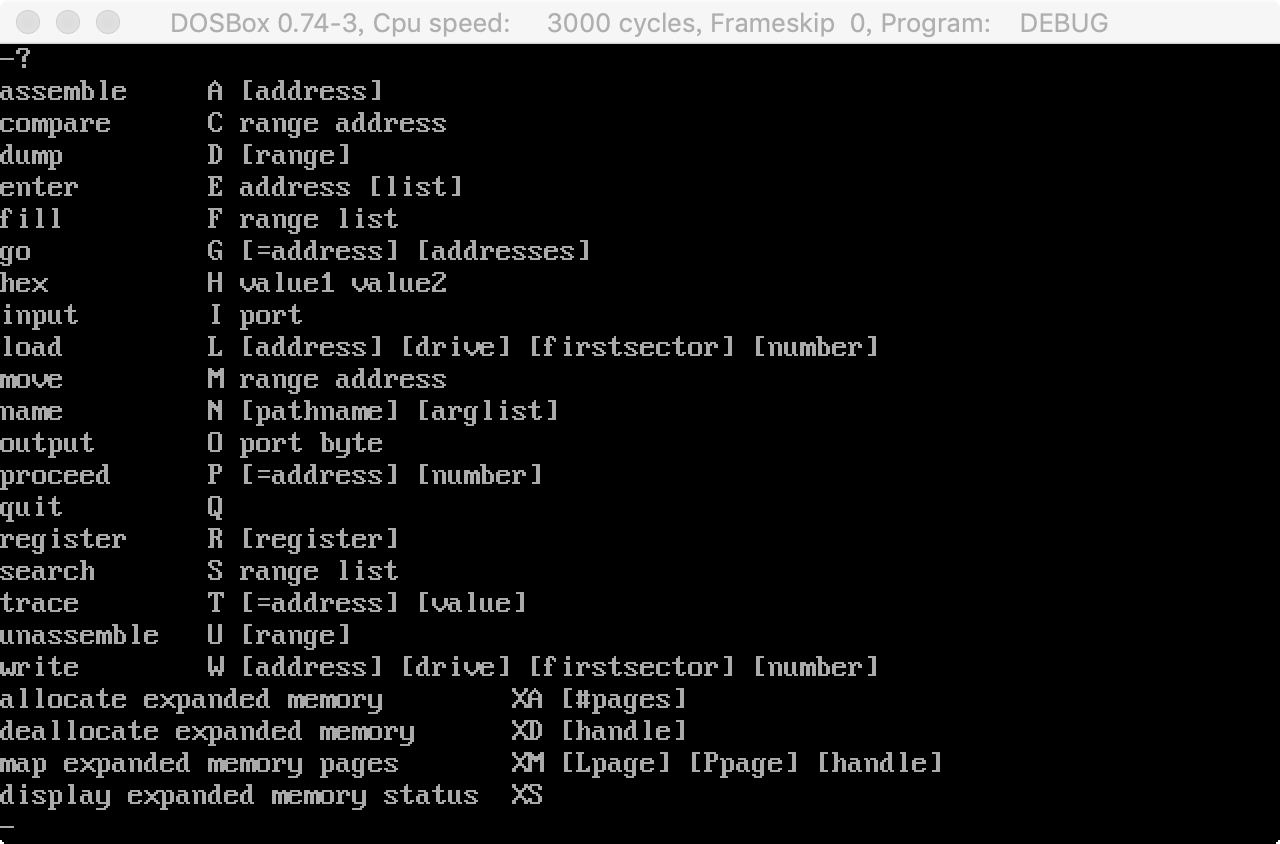 DOSBox 0.74-3, Cpu speed:    3000 cycles, Frameskip  0, Program:    DEBUG
-?
assemble     A [address]
compare      C range address
dump         D [range]
enter        E address [list]
fill         F range list
go           G [=address] [addresses]
hex          H value1 value2
input        I port
load         L [address] [drive] [firstsector] [number]
move         M range address
name         N [pathname] [arglist]
output       O port byte
proceed      P [=address] [number]
quit         Q
register     R [register]
search       S range list
trace        T [=address] [value]
unassemble   U [range]
write        W [address] [drive] [firstsector] [number]
allocate expanded memory        XA [#pages]
deallocate expanded memory      XD [handle]
map expanded memory pages       XM [Lpage] [Ppage] [handle]
display expanded memory status  XS
-